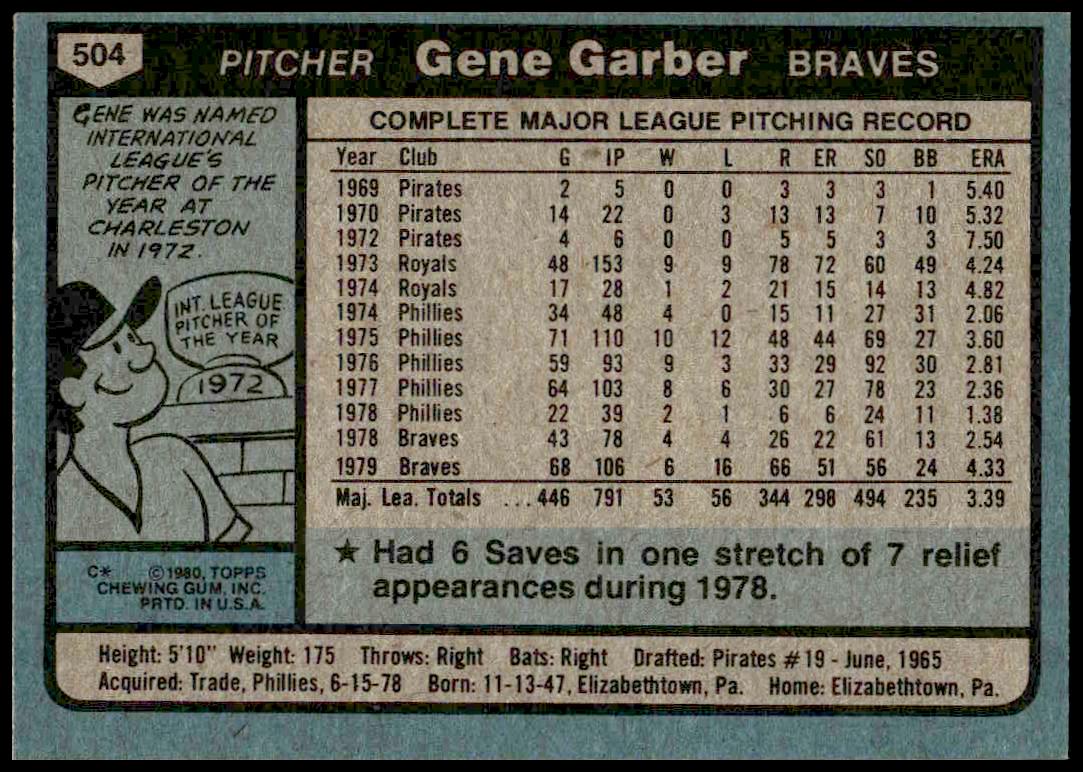 504 PITCHER Gene Garber BRAVES
GENE WAS NAMED
INTERNATIONAL
LEAGUE'S
PITCHER OF THE
YEAR AT
CHARLESTON
IN 1972.
INT. LEAGUE
PITCHER OF
THE YEAR
1972
C* ©1980, TOPPS
CHEWING GUM, INC.
PRTD. IN U.S.A.
COMPLETE MAJOR LEAGUE PITCHING RECORD
Year Club G IP W L R ER SO BB ERA
1969 Pirates 2 5 0 0 3 3 3 1 5.40
1970 Pirates 14 22 0 3 13 13 7 10 5.32
1972 Pirates 4 6 0 0 5 5 3 3 7.50
1973 Royals 48 153 9 9 78 72 60 49 4.24
1974 Royals 17 28 1 2 21 15 14 13 4.82
1974 Phillies 34 48 4 0 15 11 27 31 2.06
1975 Phillies 71 110 10 12 48 44 69 27 3.60
1976 Phillies 59 93 9 3 33 29 92 30 2.81
1977 Phillies 64 103 8 6 30 27 78 23 2.36
1978 Phillies 22 39 2 1 6 6 24 11 1.38
1978 Braves 43 78 4 4 26 22 61 13 2.54
1979 Braves 68 106 6 16 66 51 56 24 4.33
Maj. Lea. Totals ...446 791 53 56 344 298 494 235 3.39
★ Had 6 Saves in one stretch of 7 relief
appearances during 1978.
Height: 5'10" Weight: 175 Throws: Right Bats: Right Drafted: Pirates #19 - June, 1965
Acquired: Trade, Phillies, 6-15-78 Born: 11-13-47, Elizabethtown, Pa. Home: Elizabethtown, Pa.